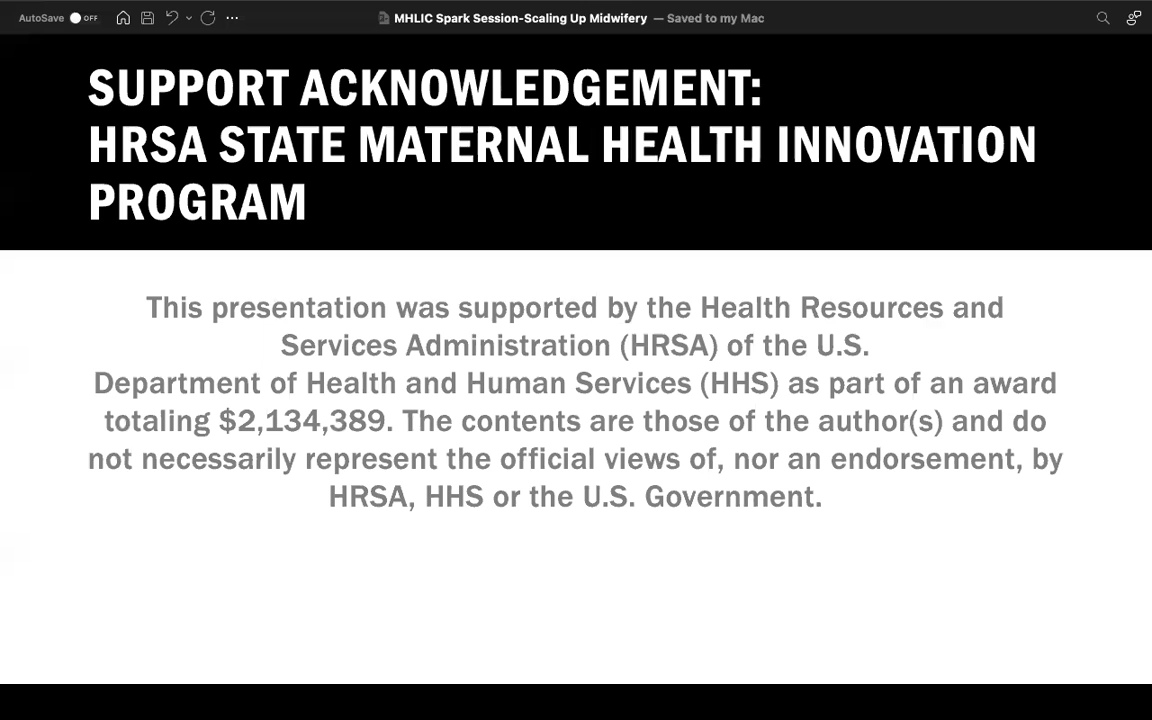 AutoSave OFF
MHLIC Spark Session-Scaling Up Midwifery — Saved to my Mac
SUPPORT ACKNOWLEDGEMENT:
HRSA STATE MATERNAL HEALTH INNOVATION
PROGRAM
This presentation was supported by the Health Resources and
Services Administration (HRSA) of the U.S.
Department of Health and Human Services (HHS) as part of an award
totaling $2,134,389. The contents are those of the author(s) and do
not necessarily represent the official views of, nor an endorsement, by
HRSA, HHS or the U.S. Government.